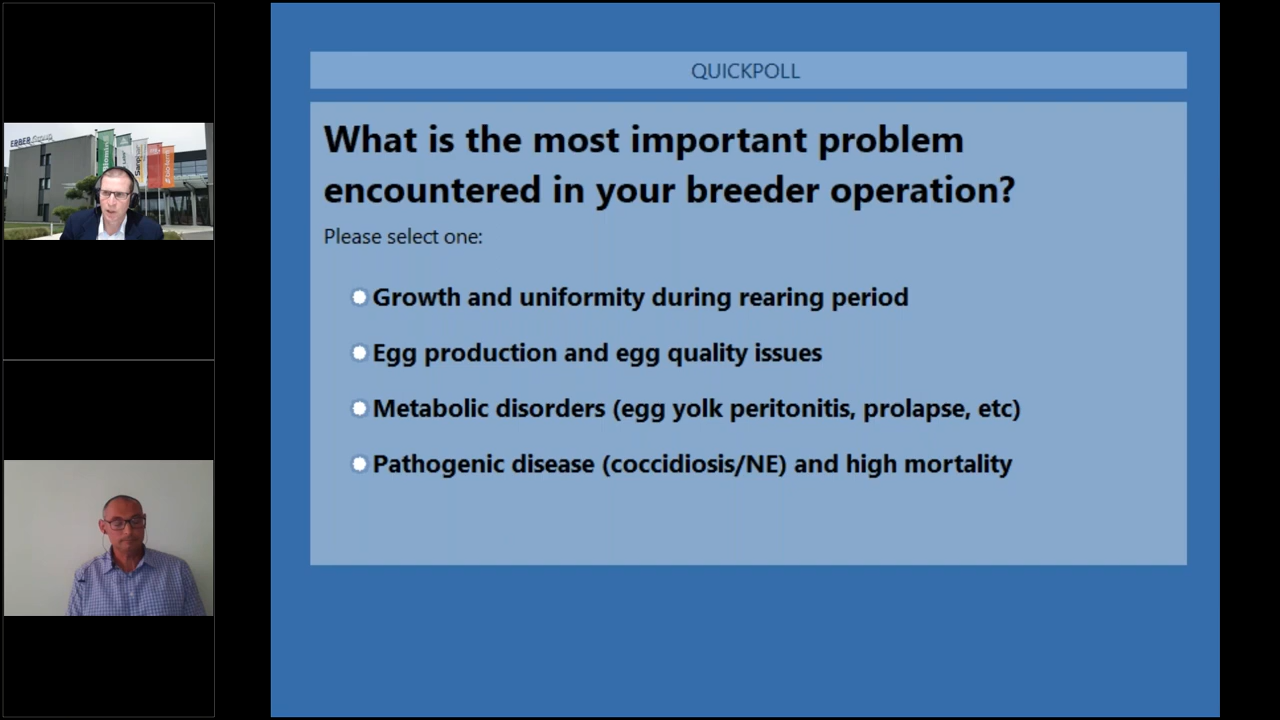 QUICKPOLL
What is the most important problem
encountered in your breeder operation?
Please select one:
Growth and uniformity during rearing period
Egg production and egg quality issues
Metabolic disorders (egg yolk peritonitis, prolapse, etc)
Pathogenic disease (coccidiosis/NE) and high mortality
ERBER